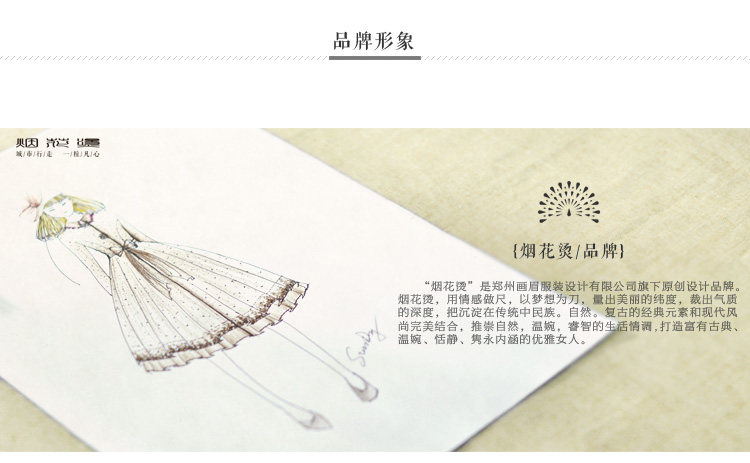 品牌形象
烟花烫
城/市/行/走 一/枝/凡/心
{烟花烫/品牌}
“烟花烫”是郑州画眉服装设计有限公司旗下原创设计品牌。
烟花烫，用情感做尺，以梦想为刀，量出美丽的纬度，裁出气质
的深度，把沉淀在传统中民族。自然。复古的经典元素和现代风
尚完美结合，推崇自然，温婉，睿智的生活情调,打造富有古典、
温婉、恬静、隽永内涵的优雅女人。